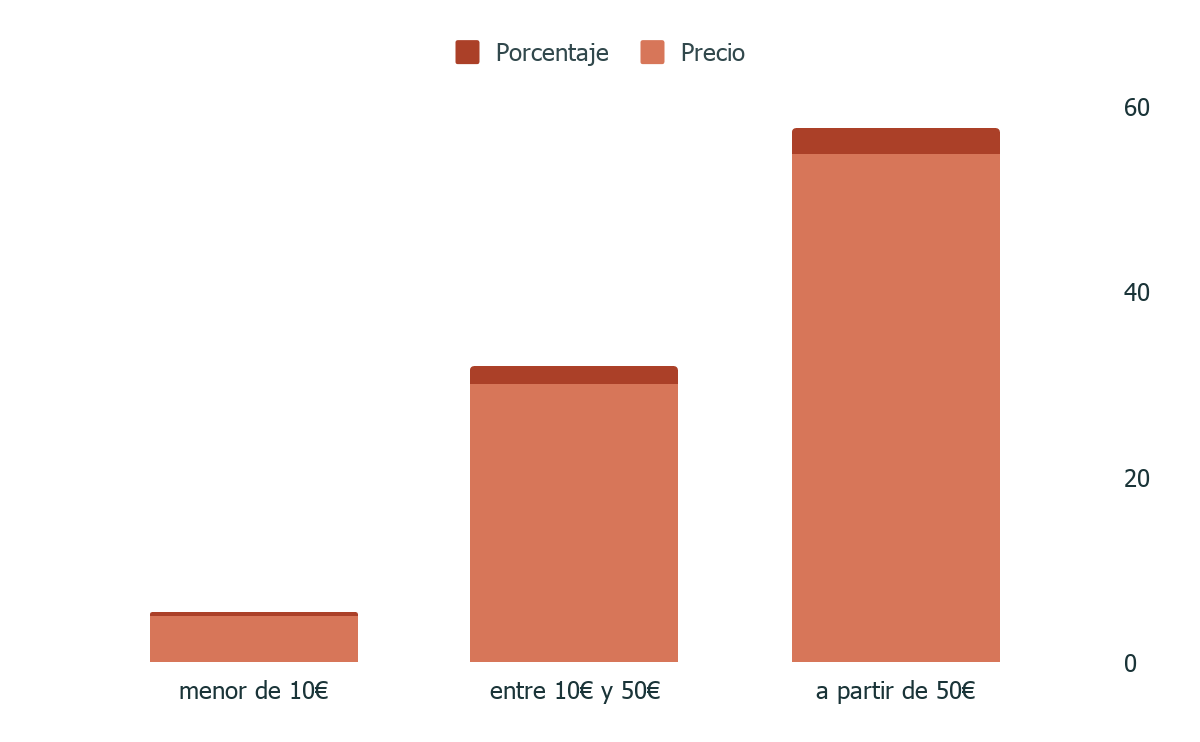 Porcentaje Precio
60
40
20
0
menor de 10€ entre 10€ y 50€ a partir de 50€